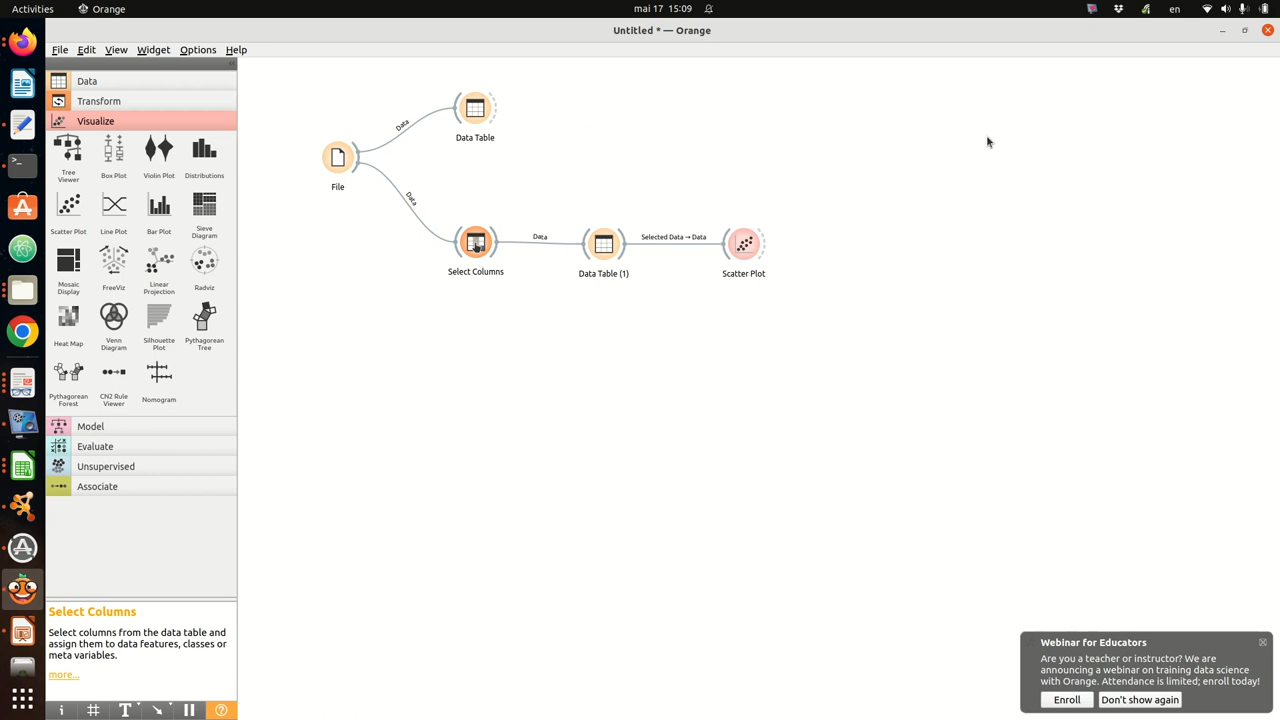 Activities
Orange
mai 17 15:09
en
Untitled * — Orange
File Edit View Widget Options Help
Data
Transform
Visualize
Tree Viewer
Box Plot
Violin Plot
Distributions
Scatter Plot
Line Plot
Bar Plot
Sieve Diagram
Mosaic Display
FreeViz
Linear Projection
Radviz
Heat Map
Venn Diagram
Silhouette Plot
Pythagorean Tree
Pythagorean Forest
CN2 Rule Viewer
Nomogram
Model
Evaluate
Unsupervised
Associate
Select Columns
Select columns from the data table and
assign them to data features, classes or
meta variables.
more...
File
Data
Data Table
Data
Select Columns
Data
Data Table (1)
Selected Data → Data
Scatter Plot
Webinar for Educators
Are you a teacher or instructor? We are
announcing a webinar on training data science
with Orange. Attendance is limited; enroll today!
Enroll
Don't show again